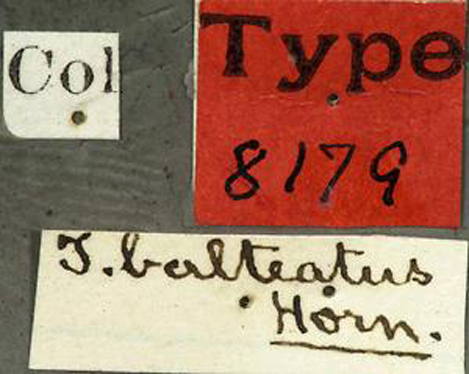 Col
Type
8179
T. balteatus
Horn.